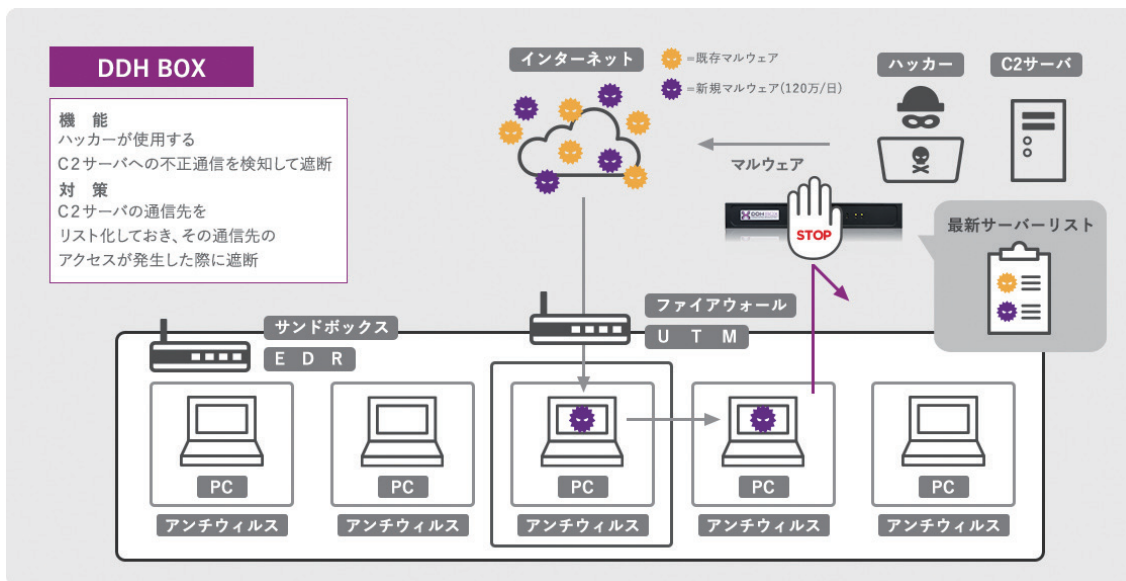 DDH BOX
機 能
ハッカーが使用する
C2サーバへの不正通信を検知して遮断
対 策
C2サーバの通信先を
リスト化しておき、その通信先の
アクセスが発生した際に遮断
インターネット
=既存マルウェア
=新規マルウェア(120万/日)
ハッカー
C2サーバ
マルウェア
DDH BOX
STOP
最新サーバーリスト
サンドボックス
E D R
ファイアウォール
U T M
PC
PC
PC
PC
PC
アンチウィルス
アンチウィルス
アンチウィルス
アンチウィルス
アンチウィルス